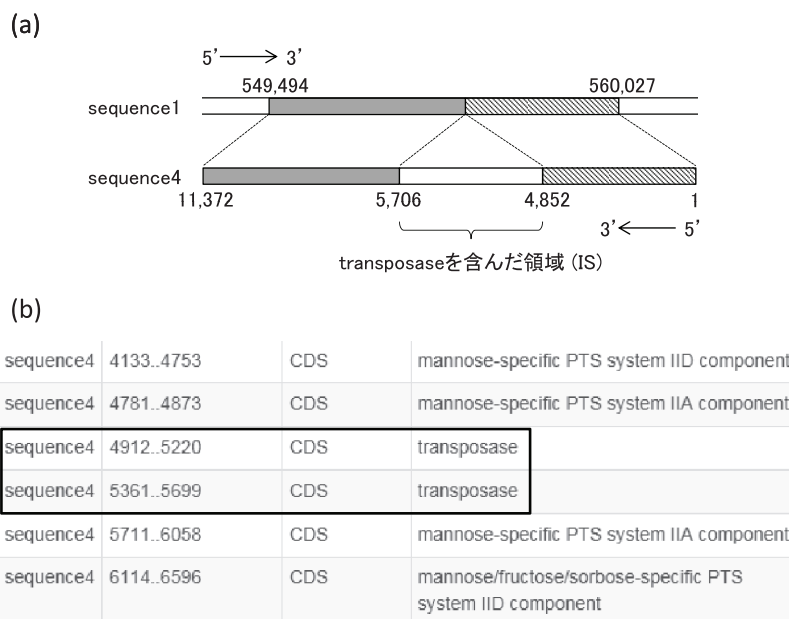 (a)
5' 3'
549,494 560,027
sequence1
sequence4
11,372 5,706 4,852 1
3' 5'
transposaseを含んだ領域 (IS)
(b)
sequence4 4133..4753 CDS mannose-specific PTS system IID component
sequence4 4781..4873 CDS mannose-specific PTS system IIA component
sequence4 4912..5220 CDS transposase
sequence4 5361..5699 CDS transposase
sequence4 5711..6058 CDS mannose-specific PTS system IIA component
sequence4 6114..6596 CDS mannose/fructose/sorbose-specific PTS
system IID component